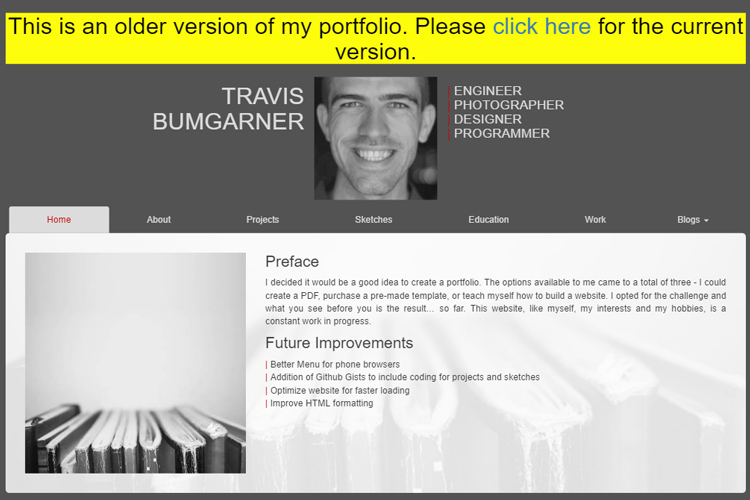 This is an older version of my portfolio. Please click here for the current
version.
TRAVIS
BUMGARNER
ENGINEER
PHOTOGRAPHER
DESIGNER
PROGRAMMER
Home About Projects Sketches Education Work Blogs
Preface
I decided it would be a good idea to create a portfolio. The options available to me came to a total of three - I could
create a PDF, purchase a pre-made template, or teach myself how to build a website. I opted for the challenge and
what you see before you is the result... so far. This website, like myself, my interests and my hobbies, is a
constant work in progress.
Future Improvements
| Better Menu for phone browsers
| Addition of Github Gists to include coding for projects and sketches
| Optimize website for faster loading
| Improve HTML formatting